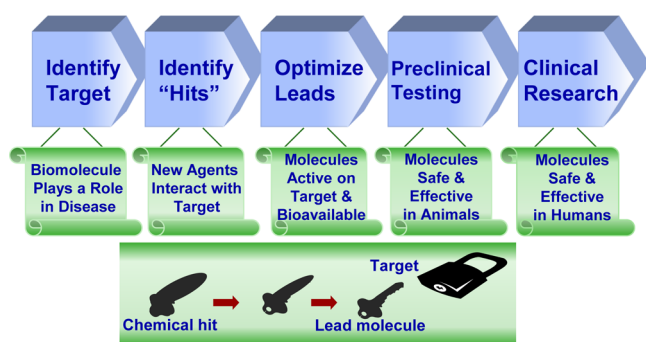 Identify
Target
Identify
“Hits”
Optimize
Leads
Preclinical
Testing
Clinical
Research
Biomolecule
Plays a Role
in Disease
New Agents
Interact with
Target
Molecules
Active on
Target &
Bioavailable
Molecules
Safe &
Effective
in Animals
Molecules
Safe &
Effective
in Humans
Target
Chemical hit
Lead molecule